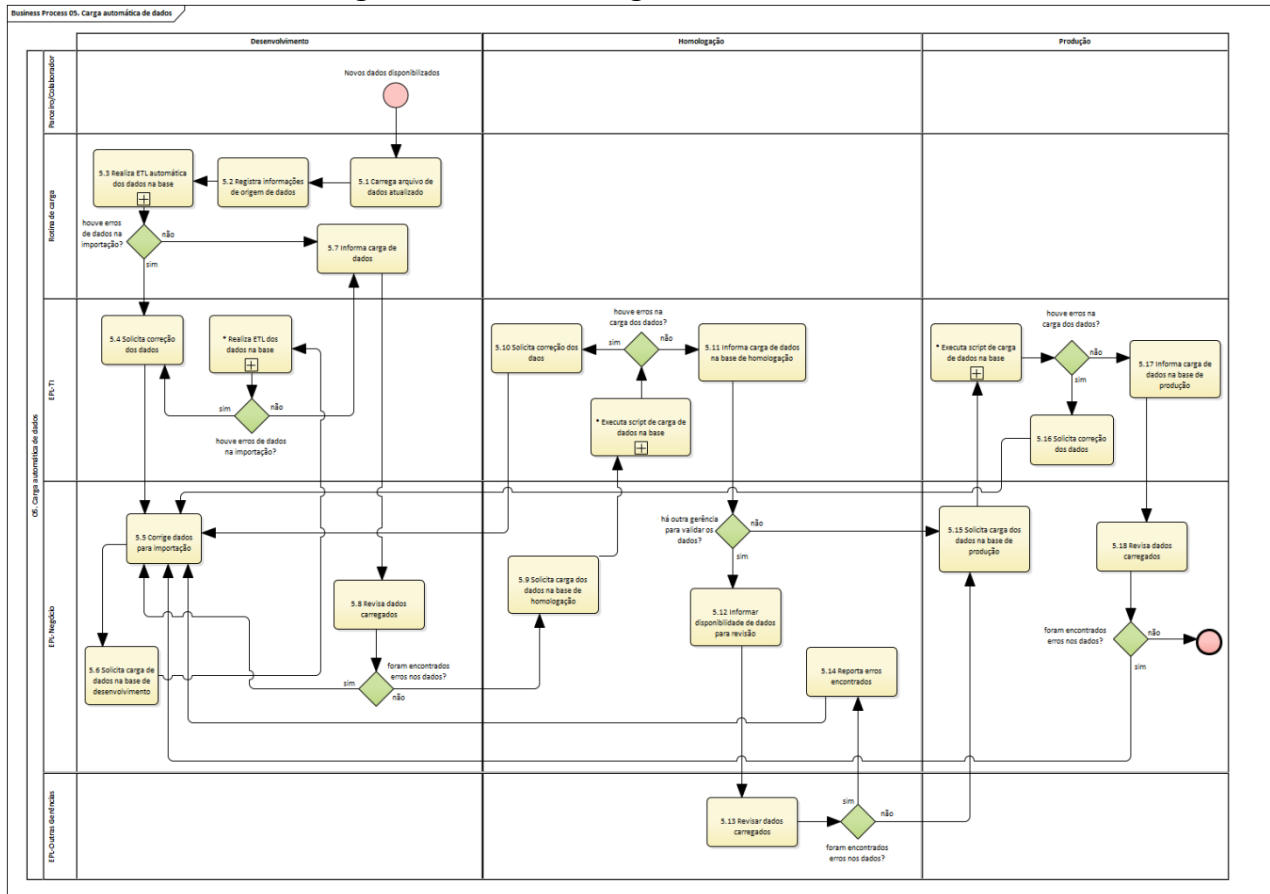 Business Process 05. Carga automática de dados
Desenvolvimento
Homologação
Produção
05. Carga automática de dados
Parceiro/Colaborador
Novos dados disponibilizados
Rotina de carga
5.3 Realiza ETL automática
dos dados na base
5.2 Registra informações
de origem de dados
5.1 Carrega arquivo de
dados atualizado
houve erros
de dados na
importação?
não
sim
5.7 Informa carga de
dados
EPL-TI
5.4 Solicita correção
dos dados
* Realiza ETL dos
dados na base
sim
não
houve erros de dados
na importação?
5.10 Solicita correção dos
daos
houve erros na
carga dos dados?
sim
não
5.11 Informa carga de dados
na base de homologação
* Executa script de carga de
dados na base
* Executa script de carga
de dados na base
houve erros na
carga dos dados?
não
sim
5.17 Informa carga de
dados na base de
produção
5.16 Solicita correção
dos dados
EPL-Negócio
5.5 Corrige dados
para importação
5.6 Solicita carga de
dados na base de
desenvolvimento
5.8 Revisa dados
carregados
foram encontrados
erros nos dados?
sim
não
5.9 Solicita carga dos
dados na base de
homologação
há outra gerência
para validar os
dados?
não
sim
5.12 Informar
disponibilidade de dados
para revisão
5.14 Reporta erros
encontrados
5.15 Solicita carga dos
dados na base de
produção
5.18 Revisa dados
carregados
foram encontrados
erros nos dados?
não
sim
EPL-Outras Gerências
5.13 Revisar dados
carregados
sim
não
foram encontrados
erros nos dados?